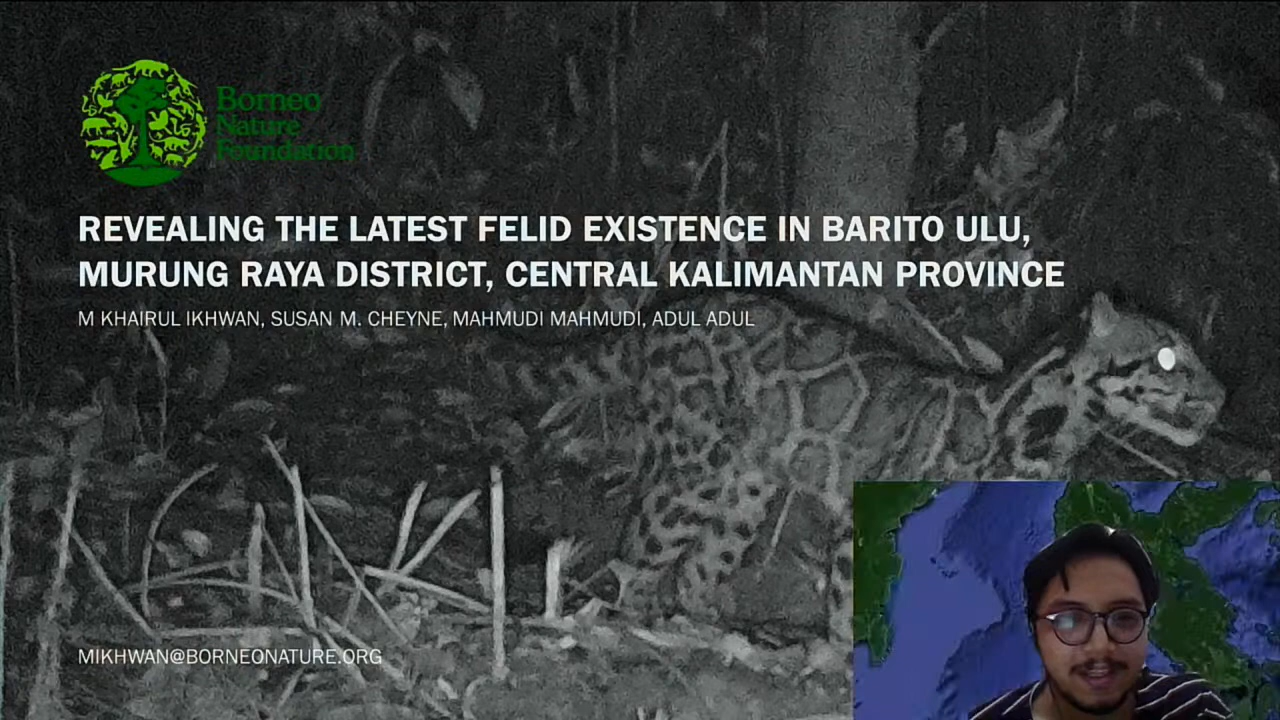 Borneo
Nature
Foundation
REVEALING THE LATEST FELID EXISTENCE IN BARITO ULU,
MURUNG RAYA DISTRICT, CENTRAL KALIMANTAN PROVINCE
M KHAIRUL IKHWAN, SUSAN M. CHEYNE, MAHMUDI MAHMUDI, ADUL ADUL
MIKHWAN@BORNEONATURE.ORG